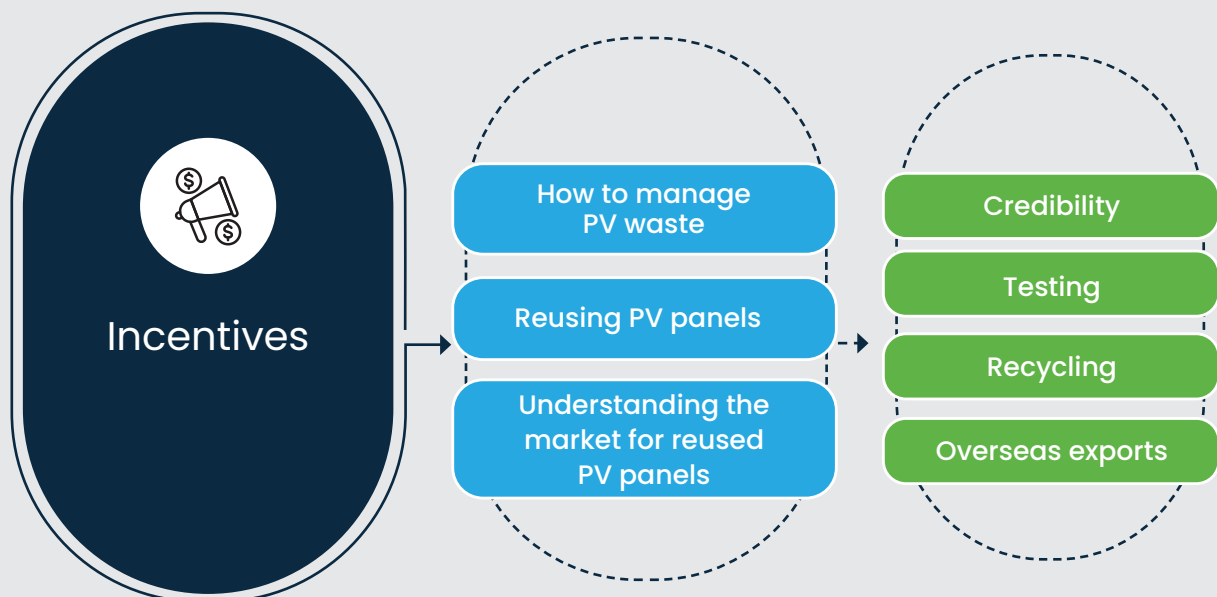 $
$
Incentives
How to manage
PV waste
Reusing PV panels
Understanding the
market for reused
PV panels
Credibility
Testing
Recycling
Overseas exports